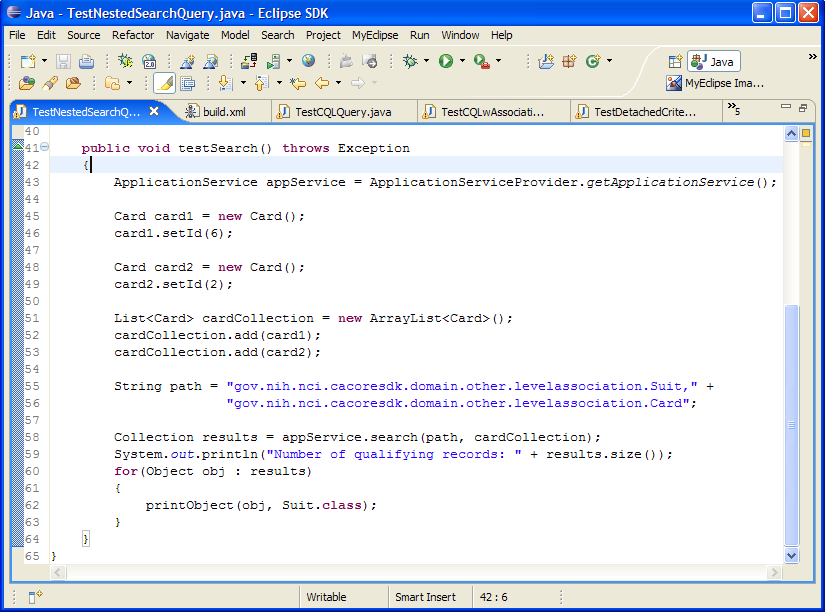 Java - TestNestedSearchQuery.java - Eclipse SDK
File Edit Source Refactor Navigate Model Search Project MyEclipse Run Window Help
Java
MyEclipse Ima...
TestNestedSearchQ... build.xml TestCQLQuery.java TestCQLwAssociati... TestDetachedCrite... 5
40
41 public void testSearch() throws Exception
42 {
43 ApplicationService appService = ApplicationServiceProvider.getApplicationService();
44
45 Card card1 = new Card();
46 card1.setId(6);
47
48 Card card2 = new Card();
49 card2.setId(2);
50
51 List<Card> cardCollection = new ArrayList<Card>();
52 cardCollection.add(card1);
53 cardCollection.add(card2);
54
55 String path = "gov.nih.nci.cacoresdk.domain.other.levelassociation.Suit," +
56 "gov.nih.nci.cacoresdk.domain.other.levelassociation.Card";
57
58 Collection results = appService.search(path, cardCollection);
59 System.out.println("Number of qualifying records: " + results.size());
60 for(Object obj : results)
61 {
62 printObject(obj, Suit.class);
63 }
64 }
65 }
Writable Smart Insert 42 : 6